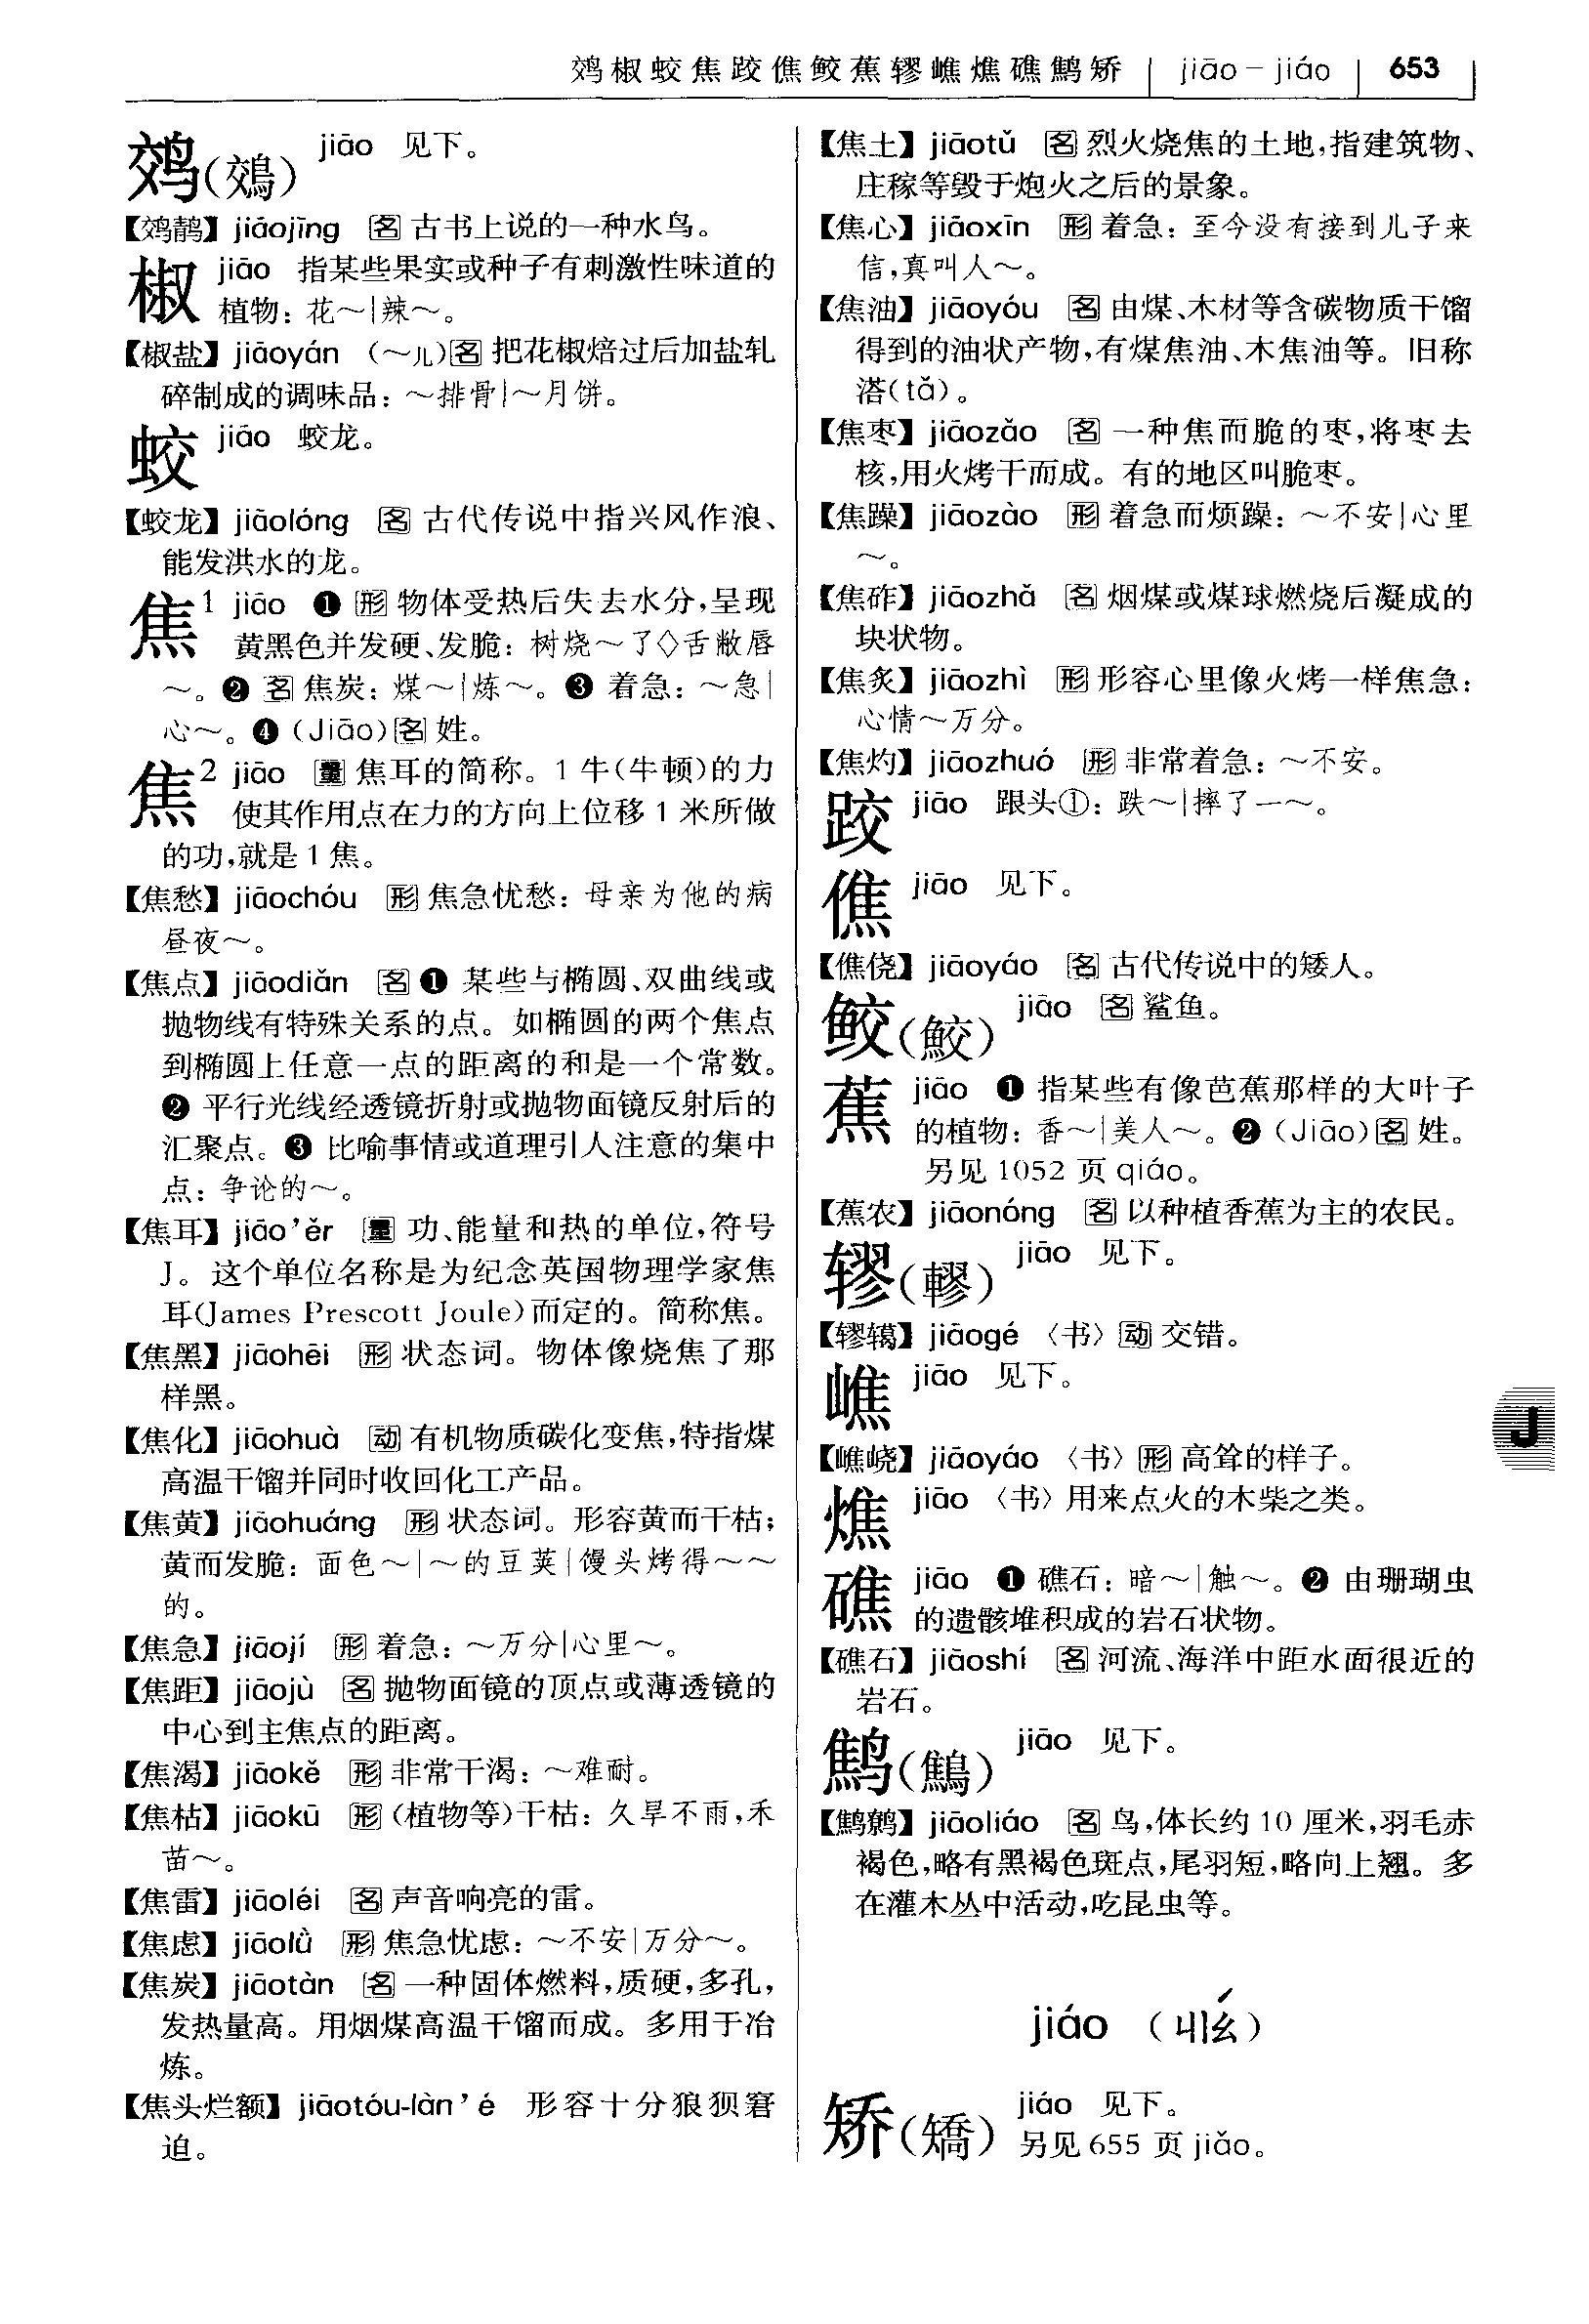 䴔椒蛟焦跤僬鲛蕉轇嶕燋礁鹪矫 jiāo－jiáo 653
䴔(鵁) jiāo 见下。
【䴔䴖】jiāojīng 名 古书上说的一种水鸟。
椒 jiāo 指某些果实或种子有刺激性味道的
植物：花～|辣～。
【椒盐】jiāoyán （～儿）名 把花椒焙过后加盐轧
碎制成的调味品：～排骨|～月饼。
蛟 jiāo 蛟龙。
【蛟龙】jiāolóng 名 古代传说中指兴风作浪、
能发洪水的龙。
焦1 jiāo ❶ 形 物体受热后失去水分，呈现
黄黑色并发硬、发脆：树烧～了◇舌敝唇
～。❷ 名 焦炭：煤～|炼～。❸ 着急：～急|
心～。❹（Jiāo）名 姓。
焦2 jiāo 量 焦耳的简称。1牛(牛顿)的力
使其作用点在力的方向上位移1米所做
的功，就是1焦。
【焦愁】jiāochóu 形 焦急忧愁：母亲为他的病
昼夜～。
【焦点】jiāodiǎn 名 ❶ 某些与椭圆、双曲线或
抛物线有特殊关系的点。如椭圆的两个焦点
到椭圆上任意一点的距离的和是一个常数。
❷ 平行光线经透镜折射或抛物面镜反射后的
汇聚点。❸ 比喻事情或道理引人注意的集中
点：争论的～。
【焦耳】jiāo’ěr 量 功、能量和热的单位，符号
J。这个单位名称是为纪念英国物理学家焦
耳(James Prescott Joule)而定的。简称焦。
【焦黑】jiāohēi 形 状态词。物体像烧焦了那
样黑。
【焦化】jiāohuà 动 有机物质碳化变焦，特指煤
高温干馏并同时收回化工产品。
【焦黄】jiāohuáng 形 状态词。形容黄而干枯；
黄而发脆：面色～|～的豆荚|馒头烤得～～
的。
【焦急】jiāojí 形 着急：～万分|心里～。
【焦距】jiāojù 名 抛物面镜的顶点或薄透镜的
中心到主焦点的距离。
【焦渴】jiāokě 形 非常干渴：～难耐。
【焦枯】jiāokū 形（植物等）干枯：久旱不雨，禾
苗～。
【焦雷】jiāoléi 名 声音响亮的雷。
【焦虑】jiāolǜ 形 焦急忧虑：～不安|万分～。
【焦炭】jiāotàn 名 一种固体燃料，质硬，多孔，
发热量高。用烟煤高温干馏而成。多用于冶
炼。
【焦头烂额】jiāotóu-làn’é 形容十分狼狈窘
迫。
【焦土】jiāotǔ 名 烈火烧焦的土地，指建筑物、
庄稼等毁于炮火之后的景象。
【焦心】jiāoxīn 形 着急：至今没有接到儿子来
信，真叫人～。
【焦油】jiāoyóu 名 由煤、木材等含碳物质干馏
得到的油状产物，有煤焦油、木焦油等。旧称
溚(tǎ)。
【焦枣】jiāozǎo 名 一种焦而脆的枣，将枣去
核，用火烤干而成。有的地区叫脆枣。
【焦躁】jiāozào 形 着急而烦躁：～不安|心里
～。
【焦砟】jiāozhǎ 名 烟煤或煤球燃烧后凝成的
块状物。
【焦炙】jiāozhì 形 形容心里像火烤一样焦急：
心情～万分。
【焦灼】jiāozhuó 形 非常着急：～不安。
跤 jiāo 跟头①：跌～|摔了一～。
僬 jiāo 见下。
【僬侥】jiāoyáo 名 古代传说中的矮人。
鲛(鮫) jiāo 名 鲨鱼。
蕉 jiāo ❶ 指某些有像芭蕉那样的大叶子
的植物：香～|美人～。❷（Jiāo）名 姓。
另见1052页qiáo。
【蕉农】jiāonóng 名 以种植香蕉为主的农民。
轇(轇) jiāo 见下。
【轇轕】jiāogé 〈书〉动 交错。
嶕 jiāo 见下。
【嶕峣】jiāoyáo 〈书〉形 高耸的样子。
燋 jiāo 〈书〉用来点火的木柴之类。
礁 jiāo ❶ 礁石：暗～|触～。❷ 由珊瑚虫
的遗骸堆积成的岩石状物。
【礁石】jiāoshí 名 河流、海洋中距水面很近的
岩石。
鹪(鷦) jiāo 见下。
【鹪鹩】jiāoliáo 名 鸟，体长约10厘米，羽毛赤
褐色，略有黑褐色斑点，尾羽短，略向上翘。多
在灌木丛中活动，吃昆虫等。
jiáo （ㄐㄧㄠˊ）
矫(矯) jiáo 见下。
另见655页jiǎo。
J